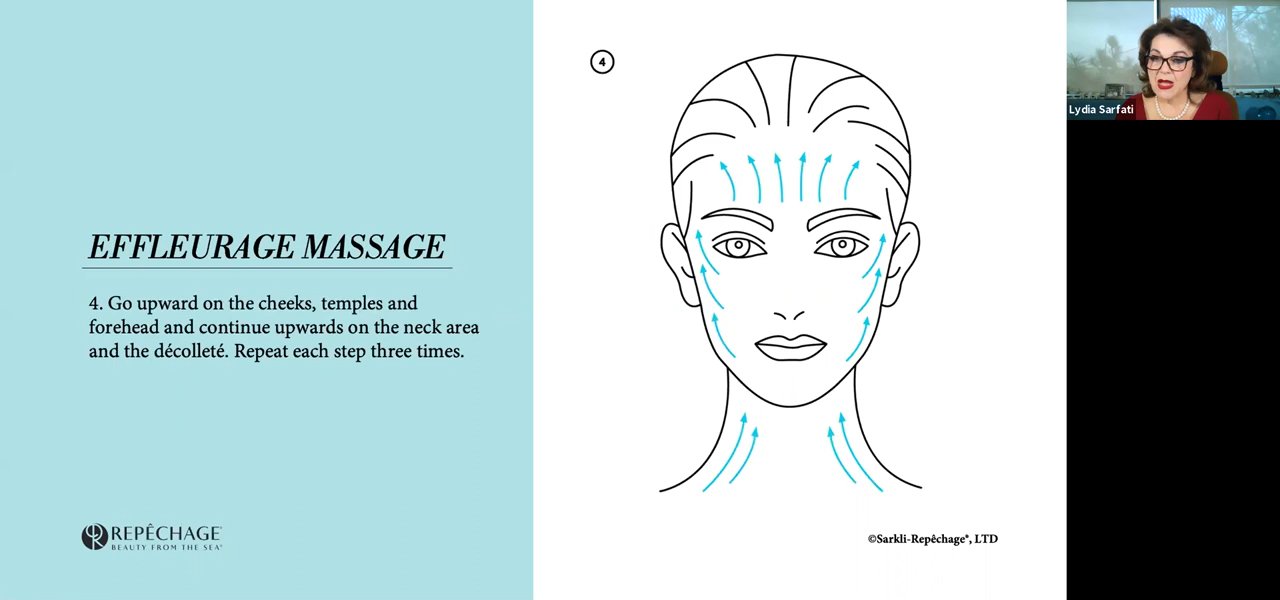 EFFLEURAGE MASSAGE
4. Go upward on the cheeks, temples and
forehead and continue upwards on the neck area
and the décolleté. Repeat each step three times.
REPÊCHAGE
BEAUTY FROM THE SEA
4
©Sarkli-Repêchage®, LTD
Lydia Sarfati